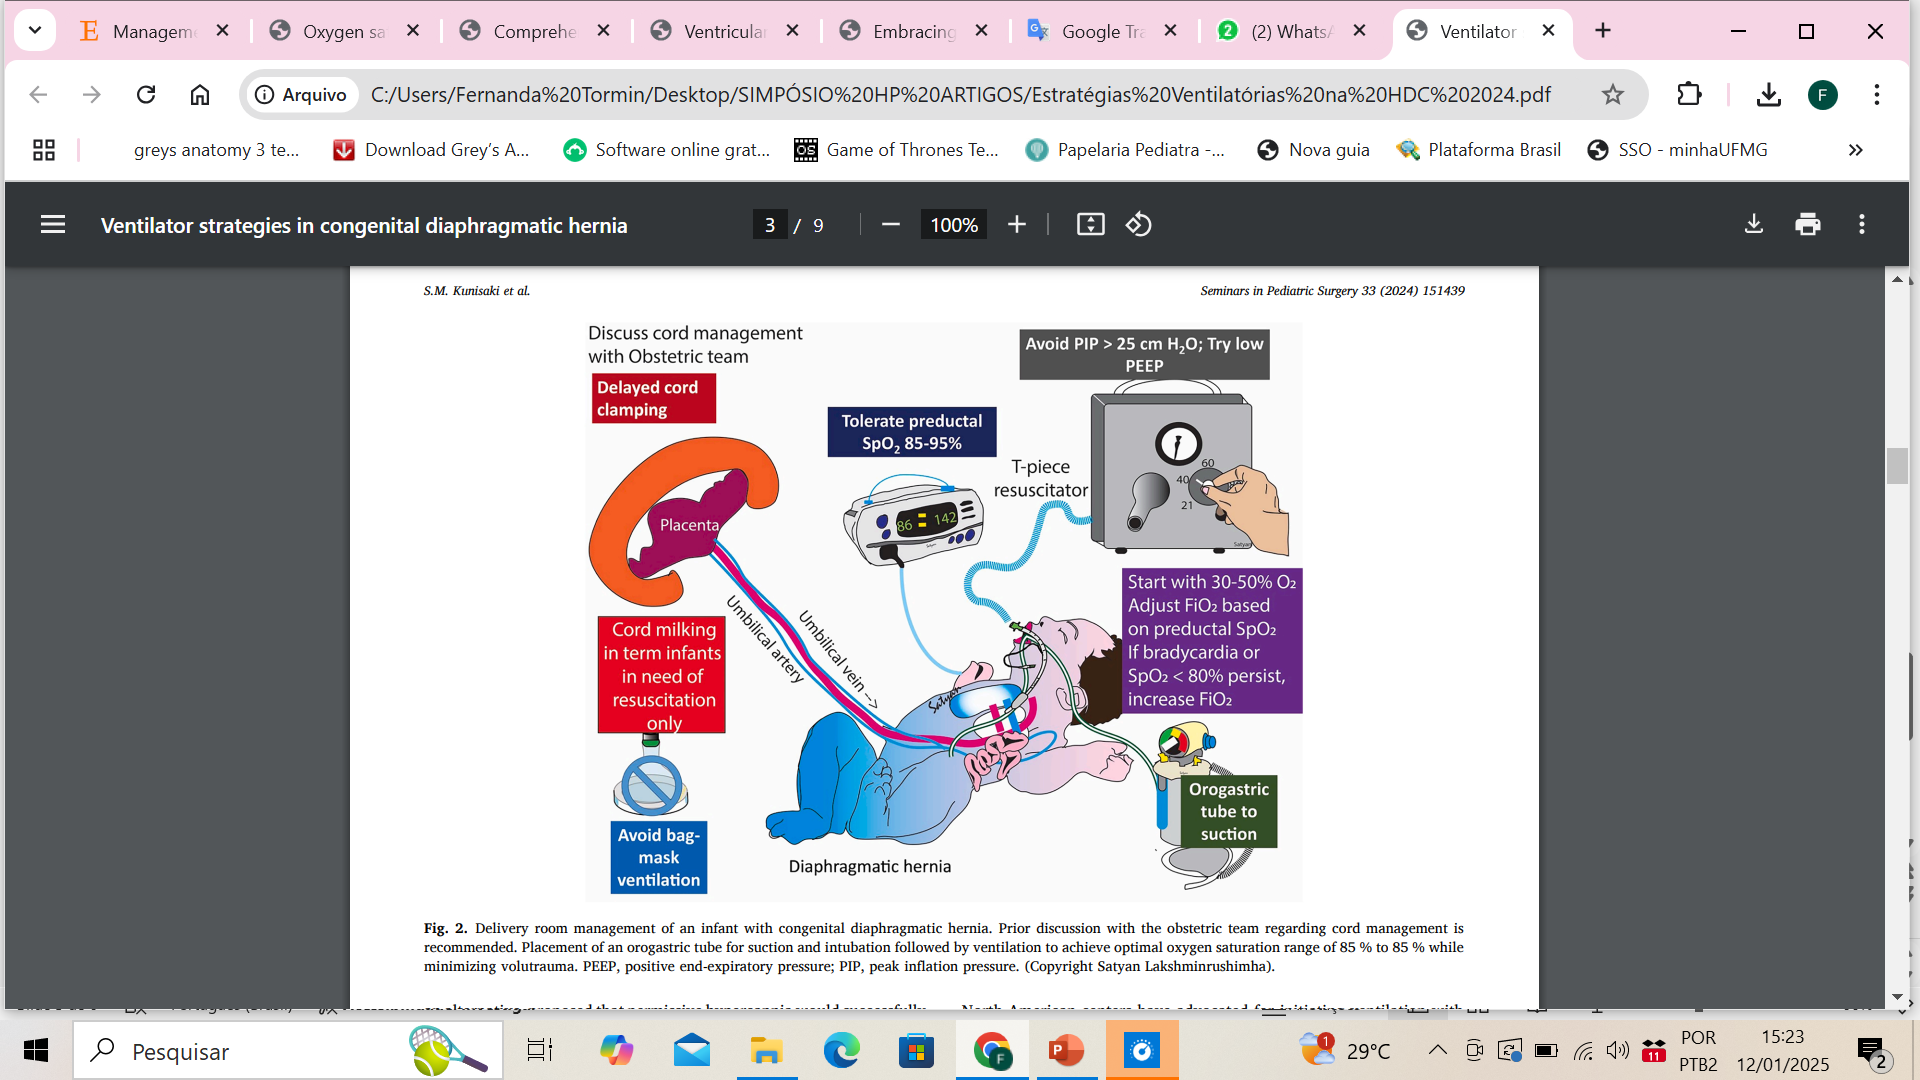 Managem
Oxygen sa
Comprehe
Ventricula
Embracing
Google Tra
(2) WhatsA
Ventilator
Arquivo
C:/Users/Fernanda%20Tormin/Desktop/SIMPÓSIO%20HP%20ARTIGOS/Estratégias%20Ventilatórias%20na%20HDC%202024.pdf
F
greys anatomy 3 te...
Download Grey's A...
Software online grat...
Game of Thrones Te...
Papelaria Pediatra -...
Nova guia
Plataforma Brasil
SSO - minhaUFMG
Ventilator strategies in congenital diaphragmatic hernia
3 / 9
100%
S.M. Kunisaki et al.
Seminars in Pediatric Surgery 33 (2024) 151439
Discuss cord management
with Obstetric team
Delayed cord
clamping
Avoid PIP > 25 cm H₂O; Try low
PEEP
Tolerate preductal
SpO₂ 85-95%
T-piece
resuscitator
60
40
21
Satyan
86
142
Placenta
Umbilical artery
Umbilical vein -->
Cord milking
in term infants
in need of
resuscitation
only
Start with 30-50% O₂
Adjust FiO₂ based
on preductal SpO₂
If bradycardia or
SpO₂ < 80% persist,
increase FiO₂
Satyan
Orogastric
tube to
suction
Avoid bag-
mask
ventilation
Diaphragmatic hernia
Fig. 2. Delivery room management of an infant with congenital diaphragmatic hernia. Prior discussion with the obstetric team regarding cord management is
recommended. Placement of an orogastric tube for suction and intubation followed by ventilation to achieve optimal oxygen saturation range of 85 % to 85 % while
minimizing volutrauma. PEEP, positive end-expiratory pressure; PIP, peak inflation pressure. (Copyright Satyan Lakshminrushimha).
Pesquisar
1
29°C
11
POR
PTB2
15:23
12/01/2025
2